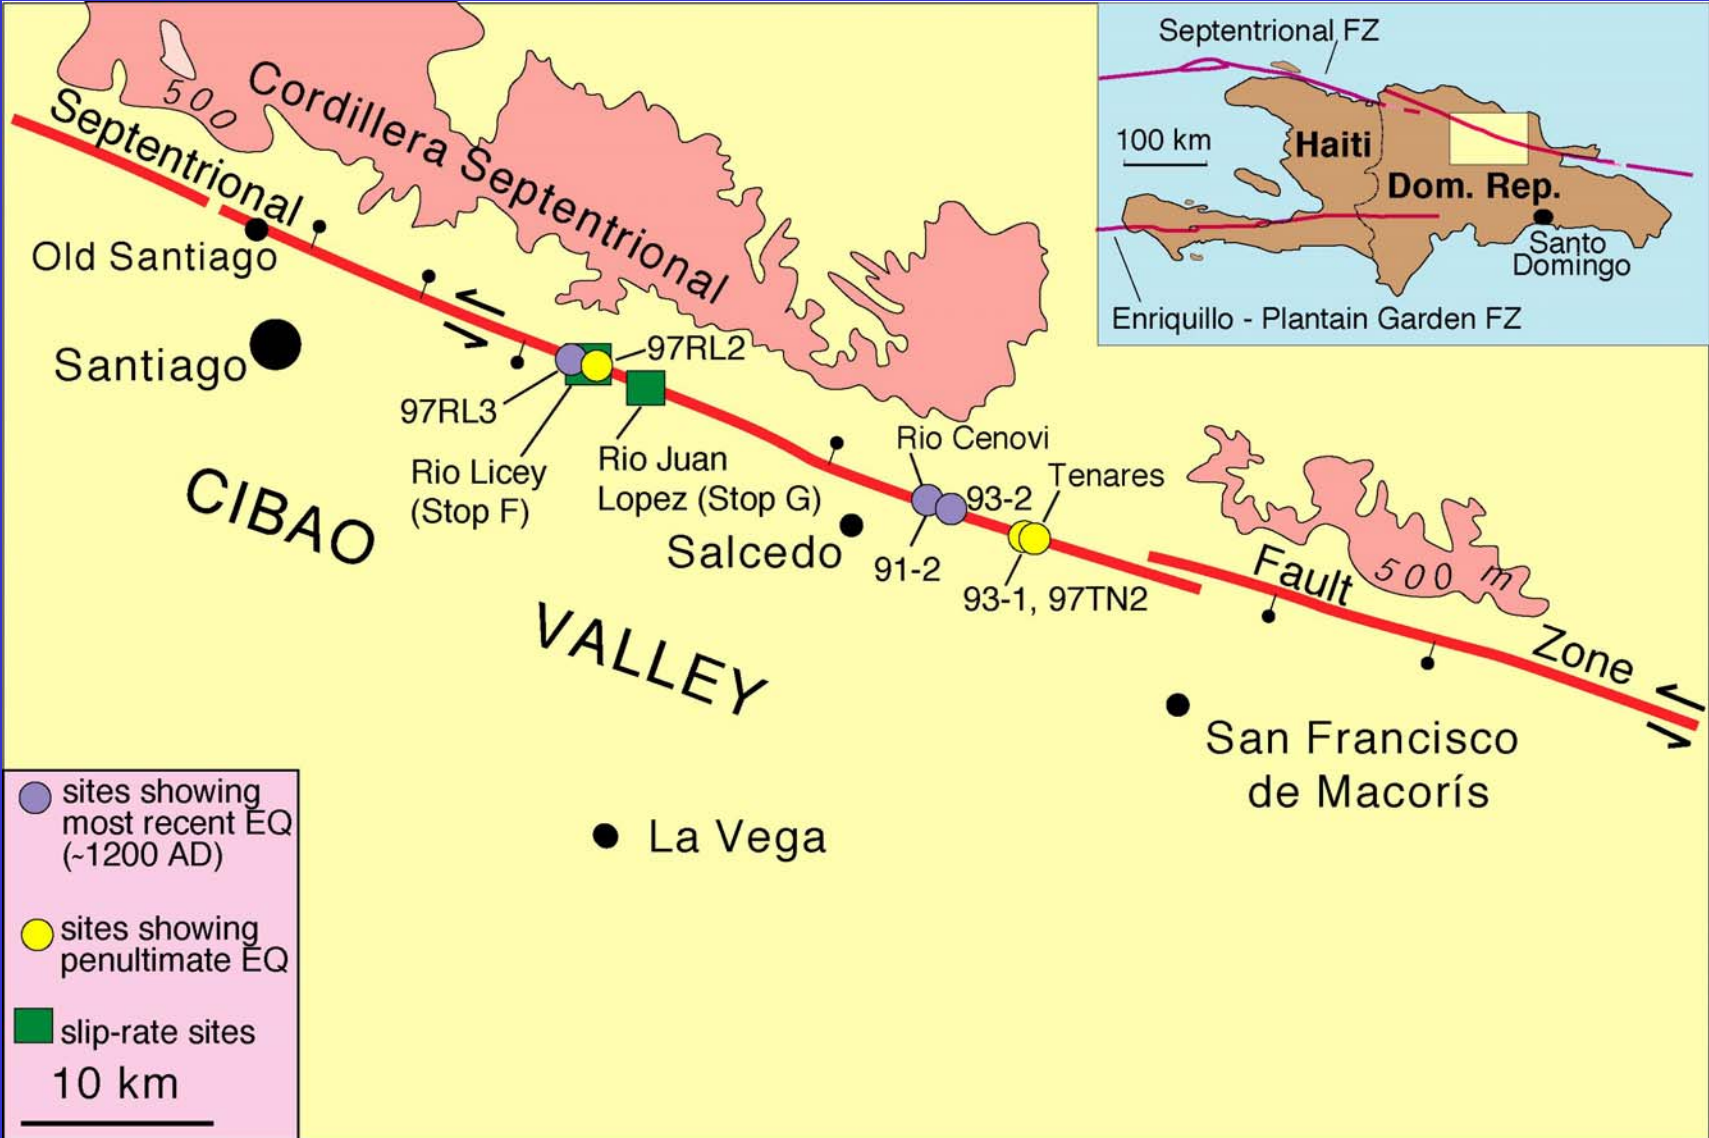 Septentrional FZ
100 km
Haiti
Dom. Rep.
Santo
Domingo
Enriquillo - Plantain Garden FZ
500
Cordillera Septentrional
Septentrional
Old Santiago
Santiago
97RL2
97RL3
Rio Licey
(Stop F)
Rio Juan
Lopez (Stop G)
Rio Cenovi
Tenares
93-2
91-2
93-1, 97TN2
Salcedo
CIBAO
VALLEY
Fault
Zone
500 m
San Francisco
de Macorís
La Vega
sites showing
most recent EQ
(~1200 AD)
sites showing
penultimate EQ
slip-rate sites
10 km